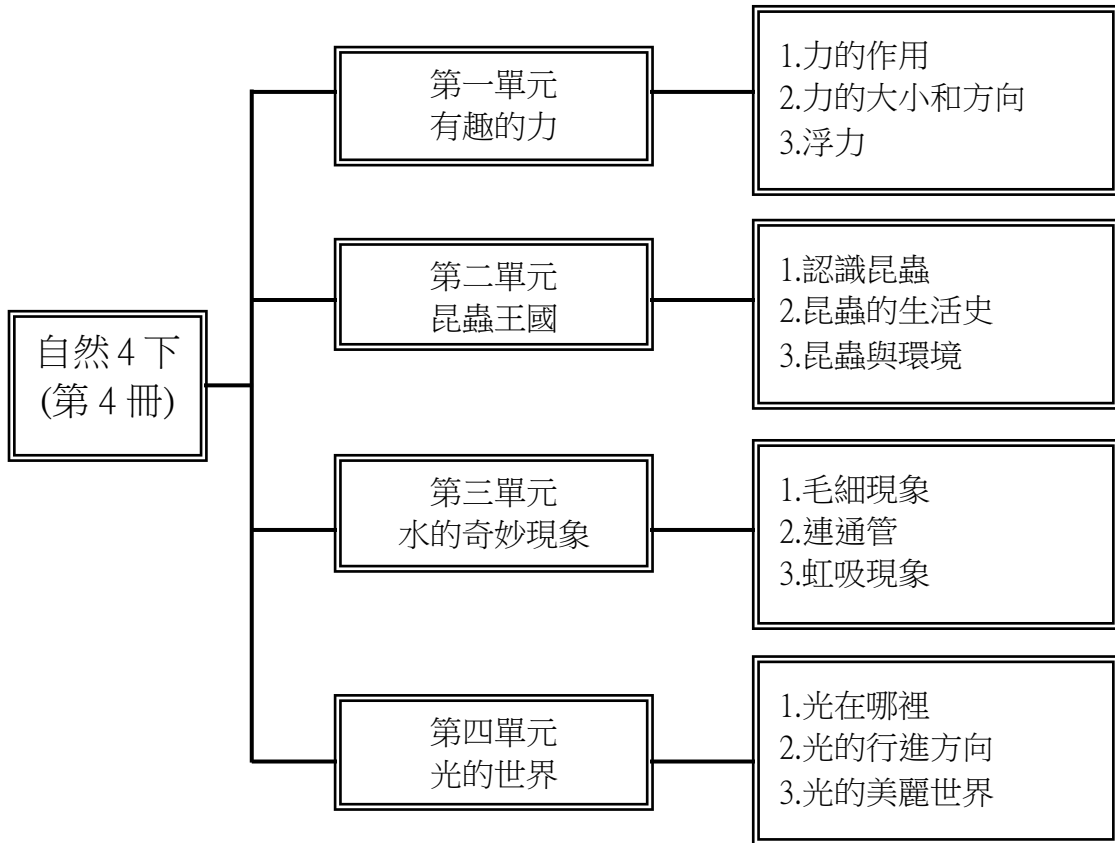 自然 4 下
(第 4 冊)
第一單元
有趣的力
1.力的作用
2.力的大小和方向
3.浮力
第二單元
昆蟲王國
1.認識昆蟲
2.昆蟲的生活史
3.昆蟲與環境
第三單元
水的奇妙現象
1.毛細現象
2.連通管
3.虹吸現象
第四單元
光的世界
1.光在哪裡
2.光的行進方向
3.光的美麗世界